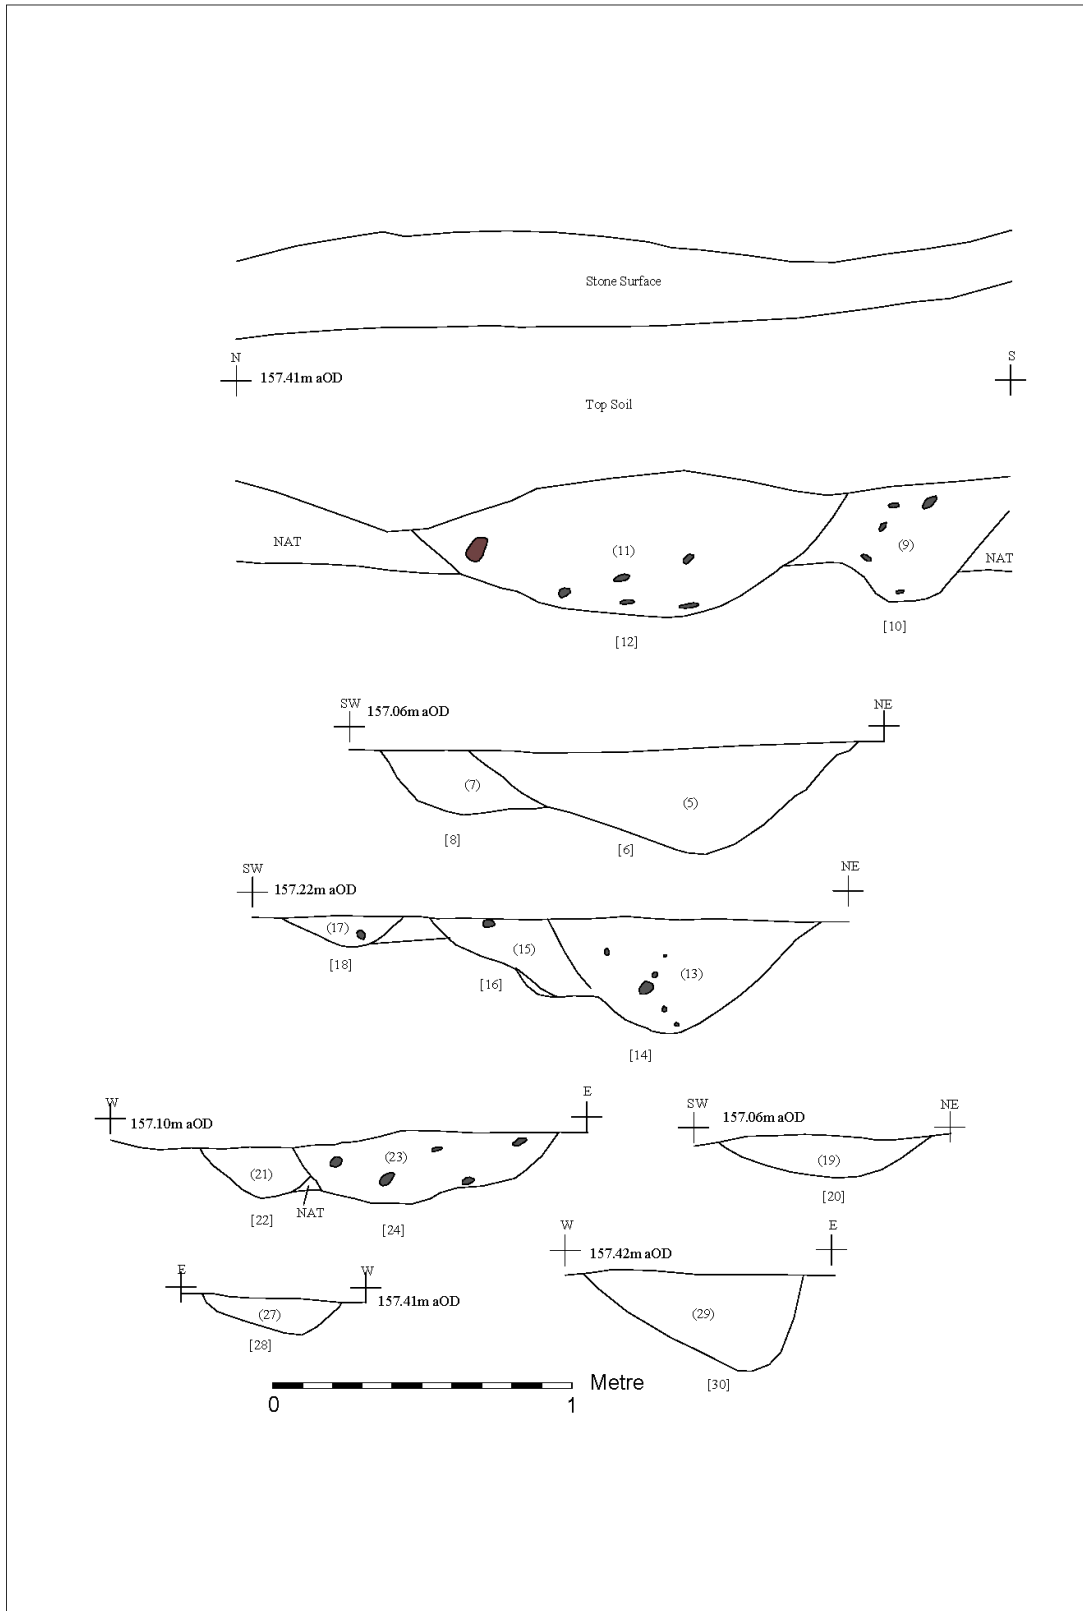 Stone Surface
N
S
157.41m aOD
Top Soil
NAT
(11)
(9)
NAT
[12]
[10]
SW
157.06m aOD
NE
(7)
(5)
[8]
[6]
SW
157.22m aOD
NE
(17)
(15)
(13)
[18]
[16]
[14]
W
157.10m aOD
E
(21)
(23)
NAT
[22]
[24]
SW
157.06m aOD
NE
(19)
[20]
E
W
157.41m aOD
(27)
[28]
W
157.42m aOD
E
(29)
[30]
Metre
0 1